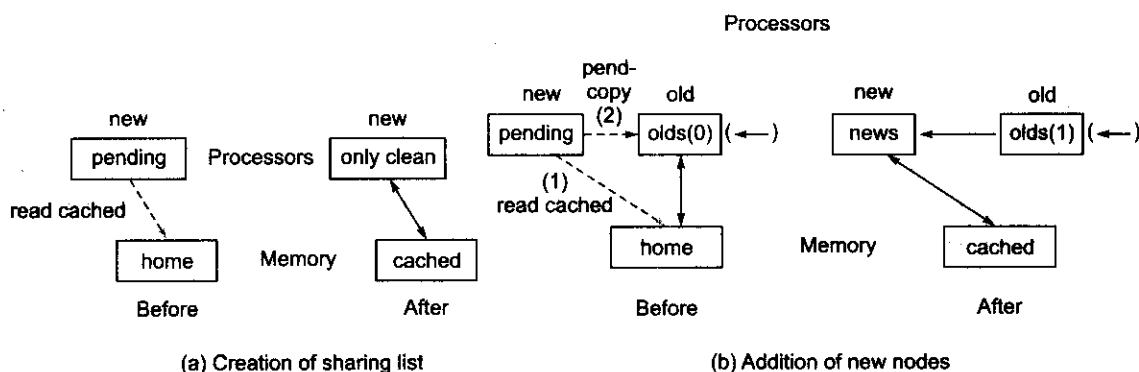 Processors
pend-
copy
new (2) old
new new new old
pending Processors only clean pending olds(0) (←) news olds(1) (←)
(1)
read cached read cached
home Memory cached home Memory cached
Before After Before After
(a) Creation of sharing list (b) Addition of new nodes